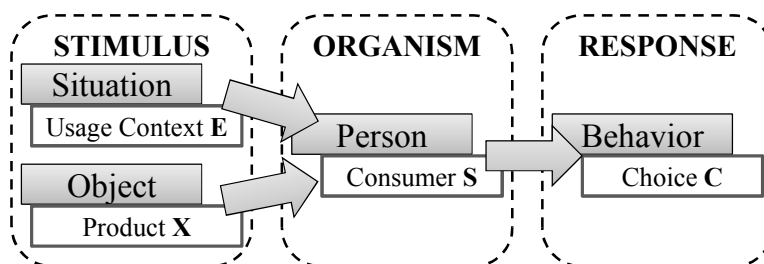 STIMULUS
Situation
Usage Context E
Object
Product X
ORGANISM
Person
Consumer S
RESPONSE
Behavior
Choice C